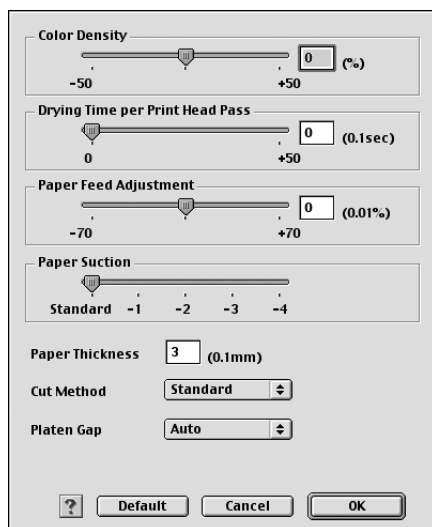 Color Density
0 (%)
-50 +50
Drying Time per Print Head Pass
0 (0.1sec)
0 +50
Paper Feed Adjustment
0 (0.01%)
-70 +70
Paper Suction
Standard -1 -2 -3 -4
Paper Thickness 3 (0.1mm)
Cut Method Standard
Platen Gap Auto
? Default Cancel OK